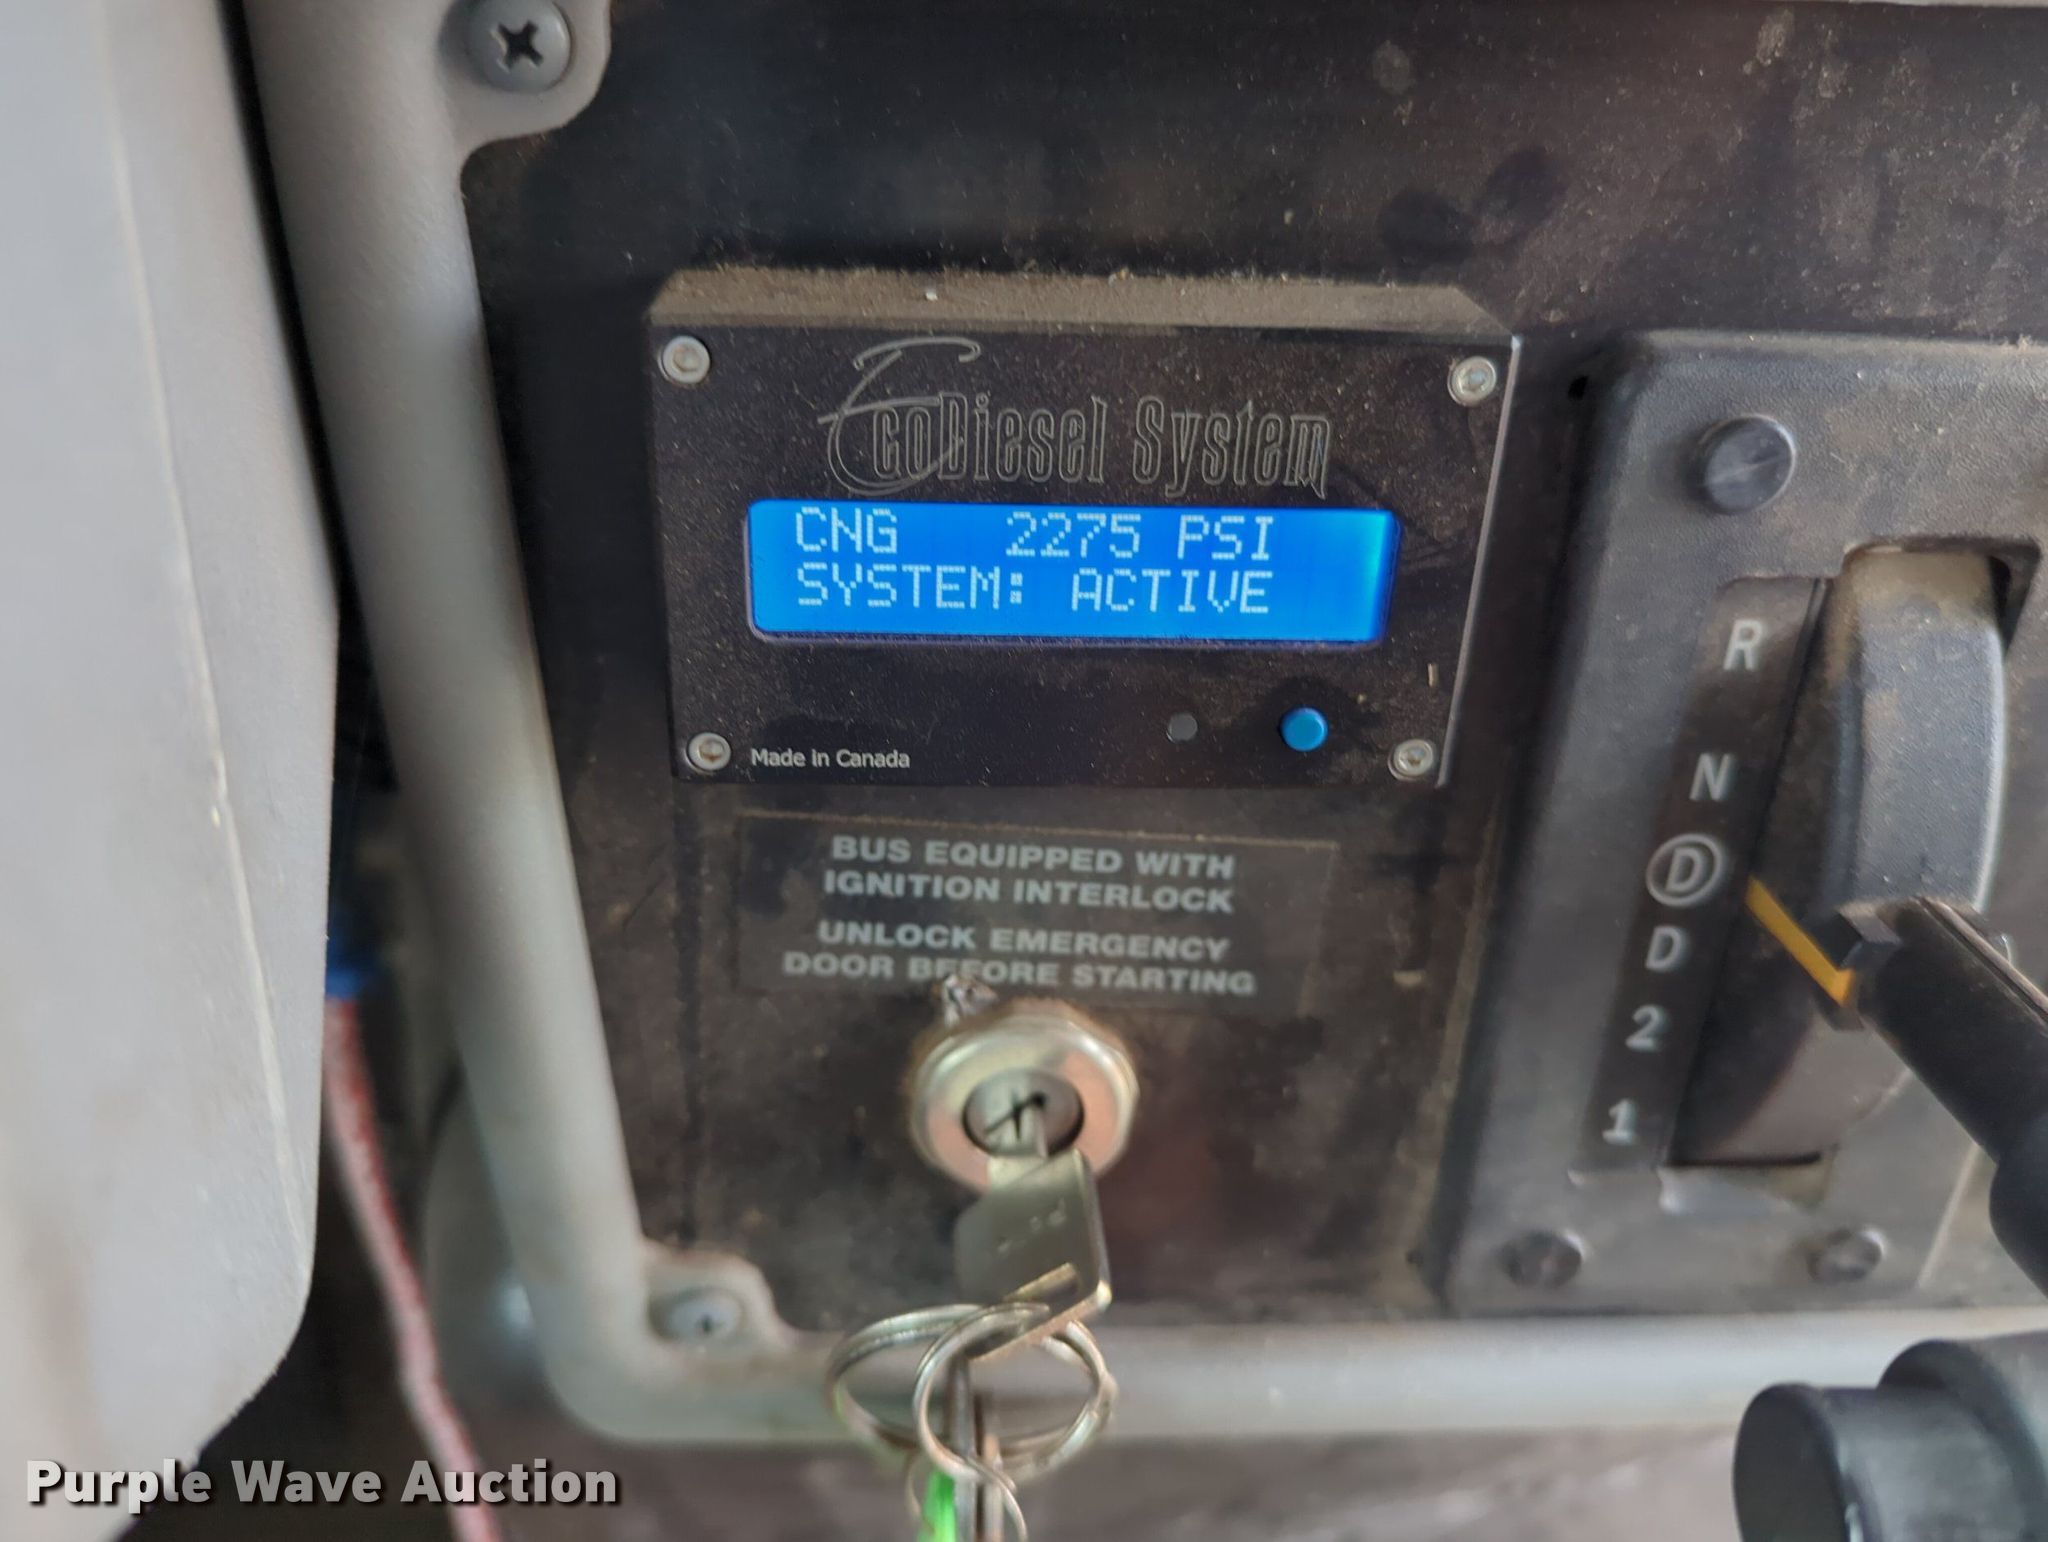 EcoDiesel System
CNG 2275 PSI
SYSTEM: ACTIVE
Made in Canada
BUS EQUIPPED WITH
IGNITION INTERLOCK
UNLOCK EMERGENCY
DOOR BEFORE STARTING
R
N
D
D
2
1
Purple Wave Auction